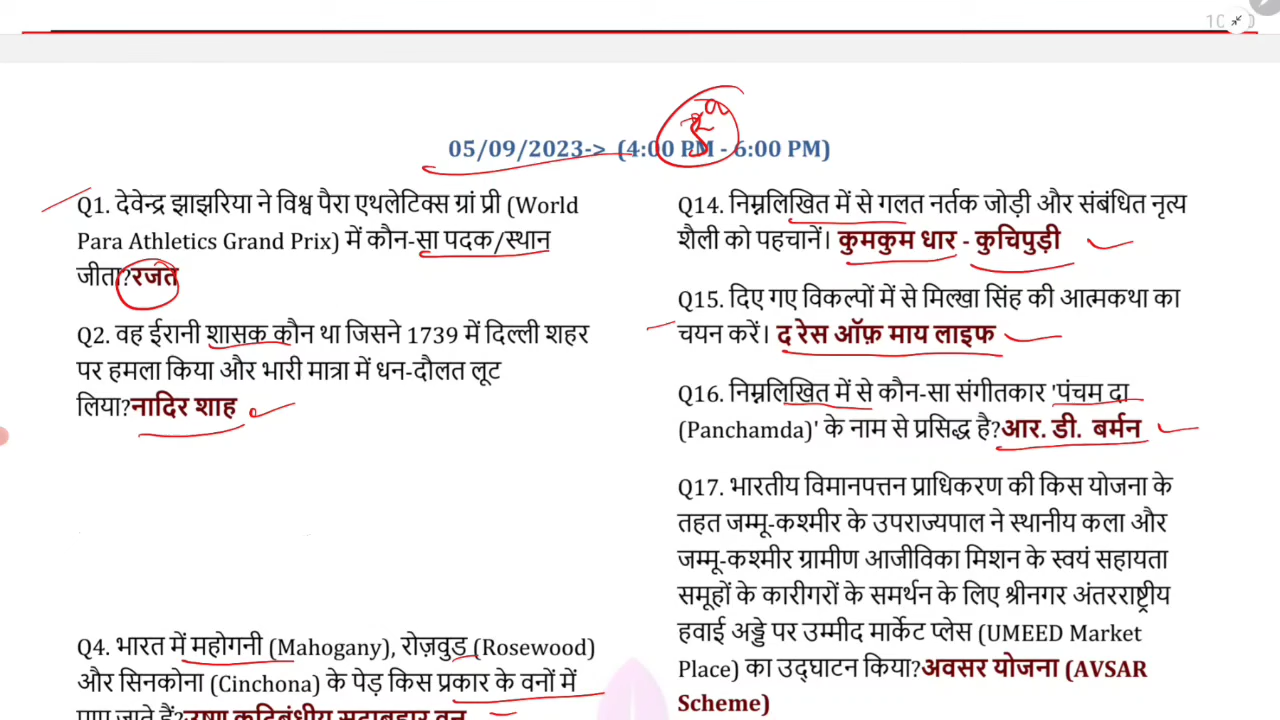 05/09/2023-> (4:00 PM - 6:00 PM)
Q1. देवेन्द्र झाझरिया ने विश्व पैरा एथलेटिक्स ग्रां प्री (World
Para Athletics Grand Prix) में कौन-सा पदक/स्थान
जीता?रजत
Q2. वह ईरानी शासक कौन था जिसने 1739 में दिल्ली शहर
पर हमला किया और भारी मात्रा में धन-दौलत लूट
लिया?नादिर शाह
Q4. भारत में महोगनी (Mahogany), रोज़वुड (Rosewood)
और सिनकोना (Cinchona) के पेड़ किस प्रकार के वनों में
पाए जाते हैं?उष्ण कटिबंधीय सदाबहार वन
Q14. निम्नलिखित में से गलत नर्तक जोड़ी और संबंधित नृत्य
शैली को पहचानें। कुमकुम धार - कुचिपुड़ी
Q15. दिए गए विकल्पों में से मिल्खा सिंह की आत्मकथा का
चयन करें। द रेस ऑफ़ माय लाइफ
Q16. निम्नलिखित में से कौन-सा संगीतकार 'पंचम दा
(Panchamda)' के नाम से प्रसिद्ध है?आर. डी. बर्मन
Q17. भारतीय विमानपत्तन प्राधिकरण की किस योजना के
तहत जम्मू-कश्मीर के उपराज्यपाल ने स्थानीय कला और
जम्मू-कश्मीर ग्रामीण आजीविका मिशन के स्वयं सहायता
समूहों के कारीगरों के समर्थन के लिए श्रीनगर अंतरराष्ट्रीय
हवाई अड्डे पर उम्मीद मार्केट प्लेस (UMEED Market
Place) का उद्घाटन किया?अवसर योजना (AVSAR
Scheme)